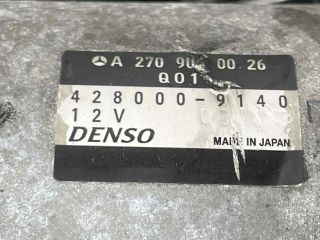 A 270 90 00 26
Q01
428000-9140
12V
DENSO
MADE IN JAPAN